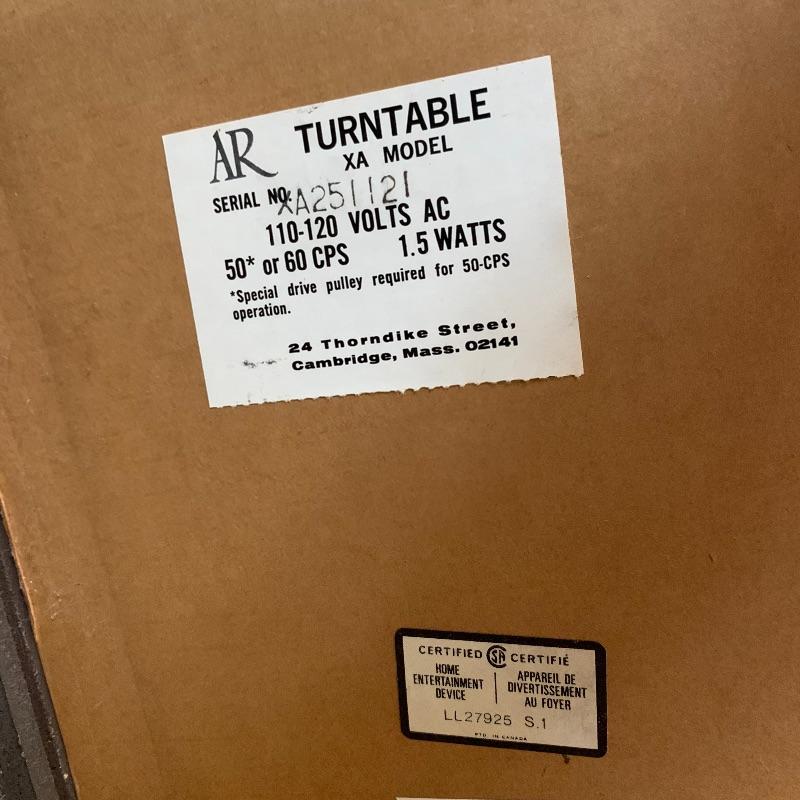 AR TURNTABLE
XA MODEL
SERIAL NO. XA251121
110-120 VOLTS AC
50* or 60 CPS 1.5 WATTS
*Special drive pulley required for 50-CPS
operation.
24 Thorndike Street,
Cambridge, Mass. 02141
CERTIFIED SA CERTIFIÉ
HOME
ENTERTAINMENT
DEVICE
APPAREIL DE
DIVERTISSEMENT
AU FOYER
LL27925 S.1
PTD. IN CANADA